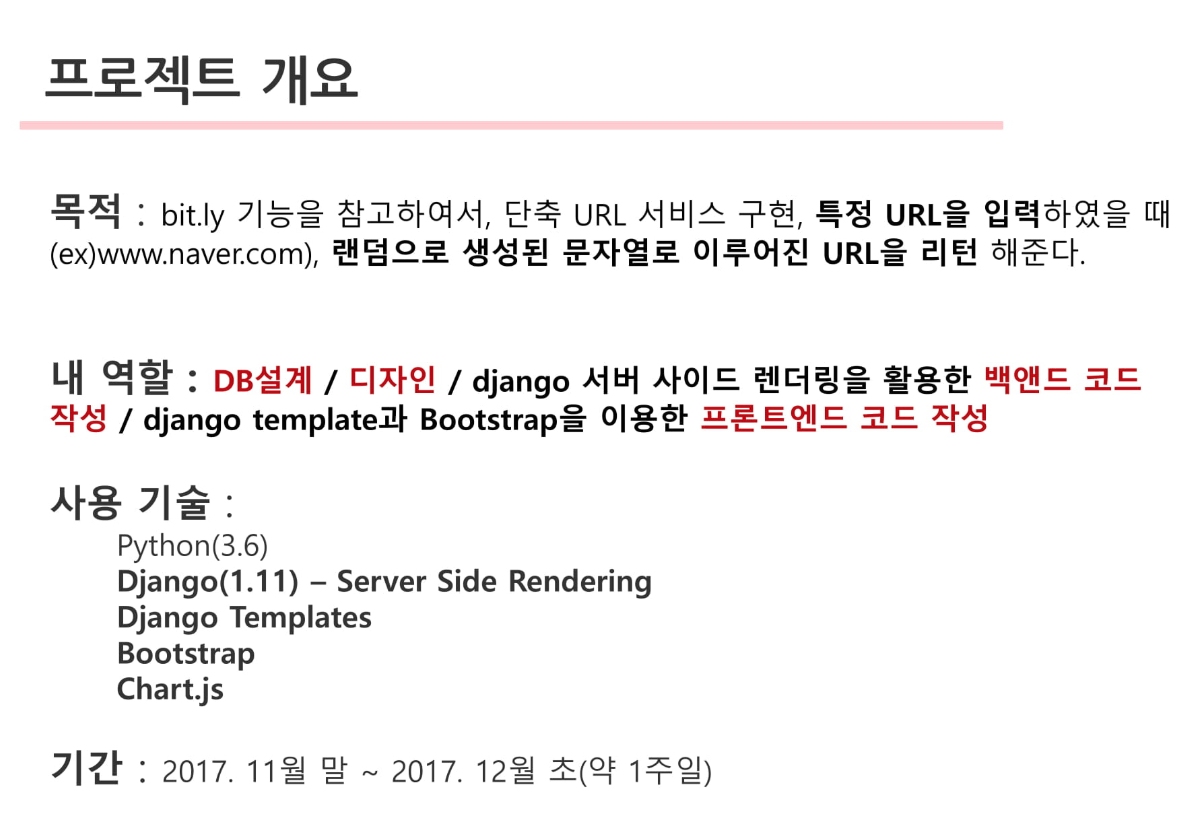 프로젝트 개요
목적 : bit.ly 기능을 참고하여서, 단축 URL 서비스 구현, 특정 URL을 입력하였을 때
(ex)www.naver.com), 랜덤으로 생성된 문자열로 이루어진 URL을 리턴 해준다.
내 역할 : DB설계 / 디자인 / django 서버 사이드 렌더링을 활용한 백앤드 코드
작성 / django template과 Bootstrap을 이용한 프론트엔드 코드 작성
사용 기술 :
Python(3.6)
Django(1.11) – Server Side Rendering
Django Templates
Bootstrap
Chart.js
기간 : 2017. 11월 말 ~ 2017. 12월 초(약 1주일)